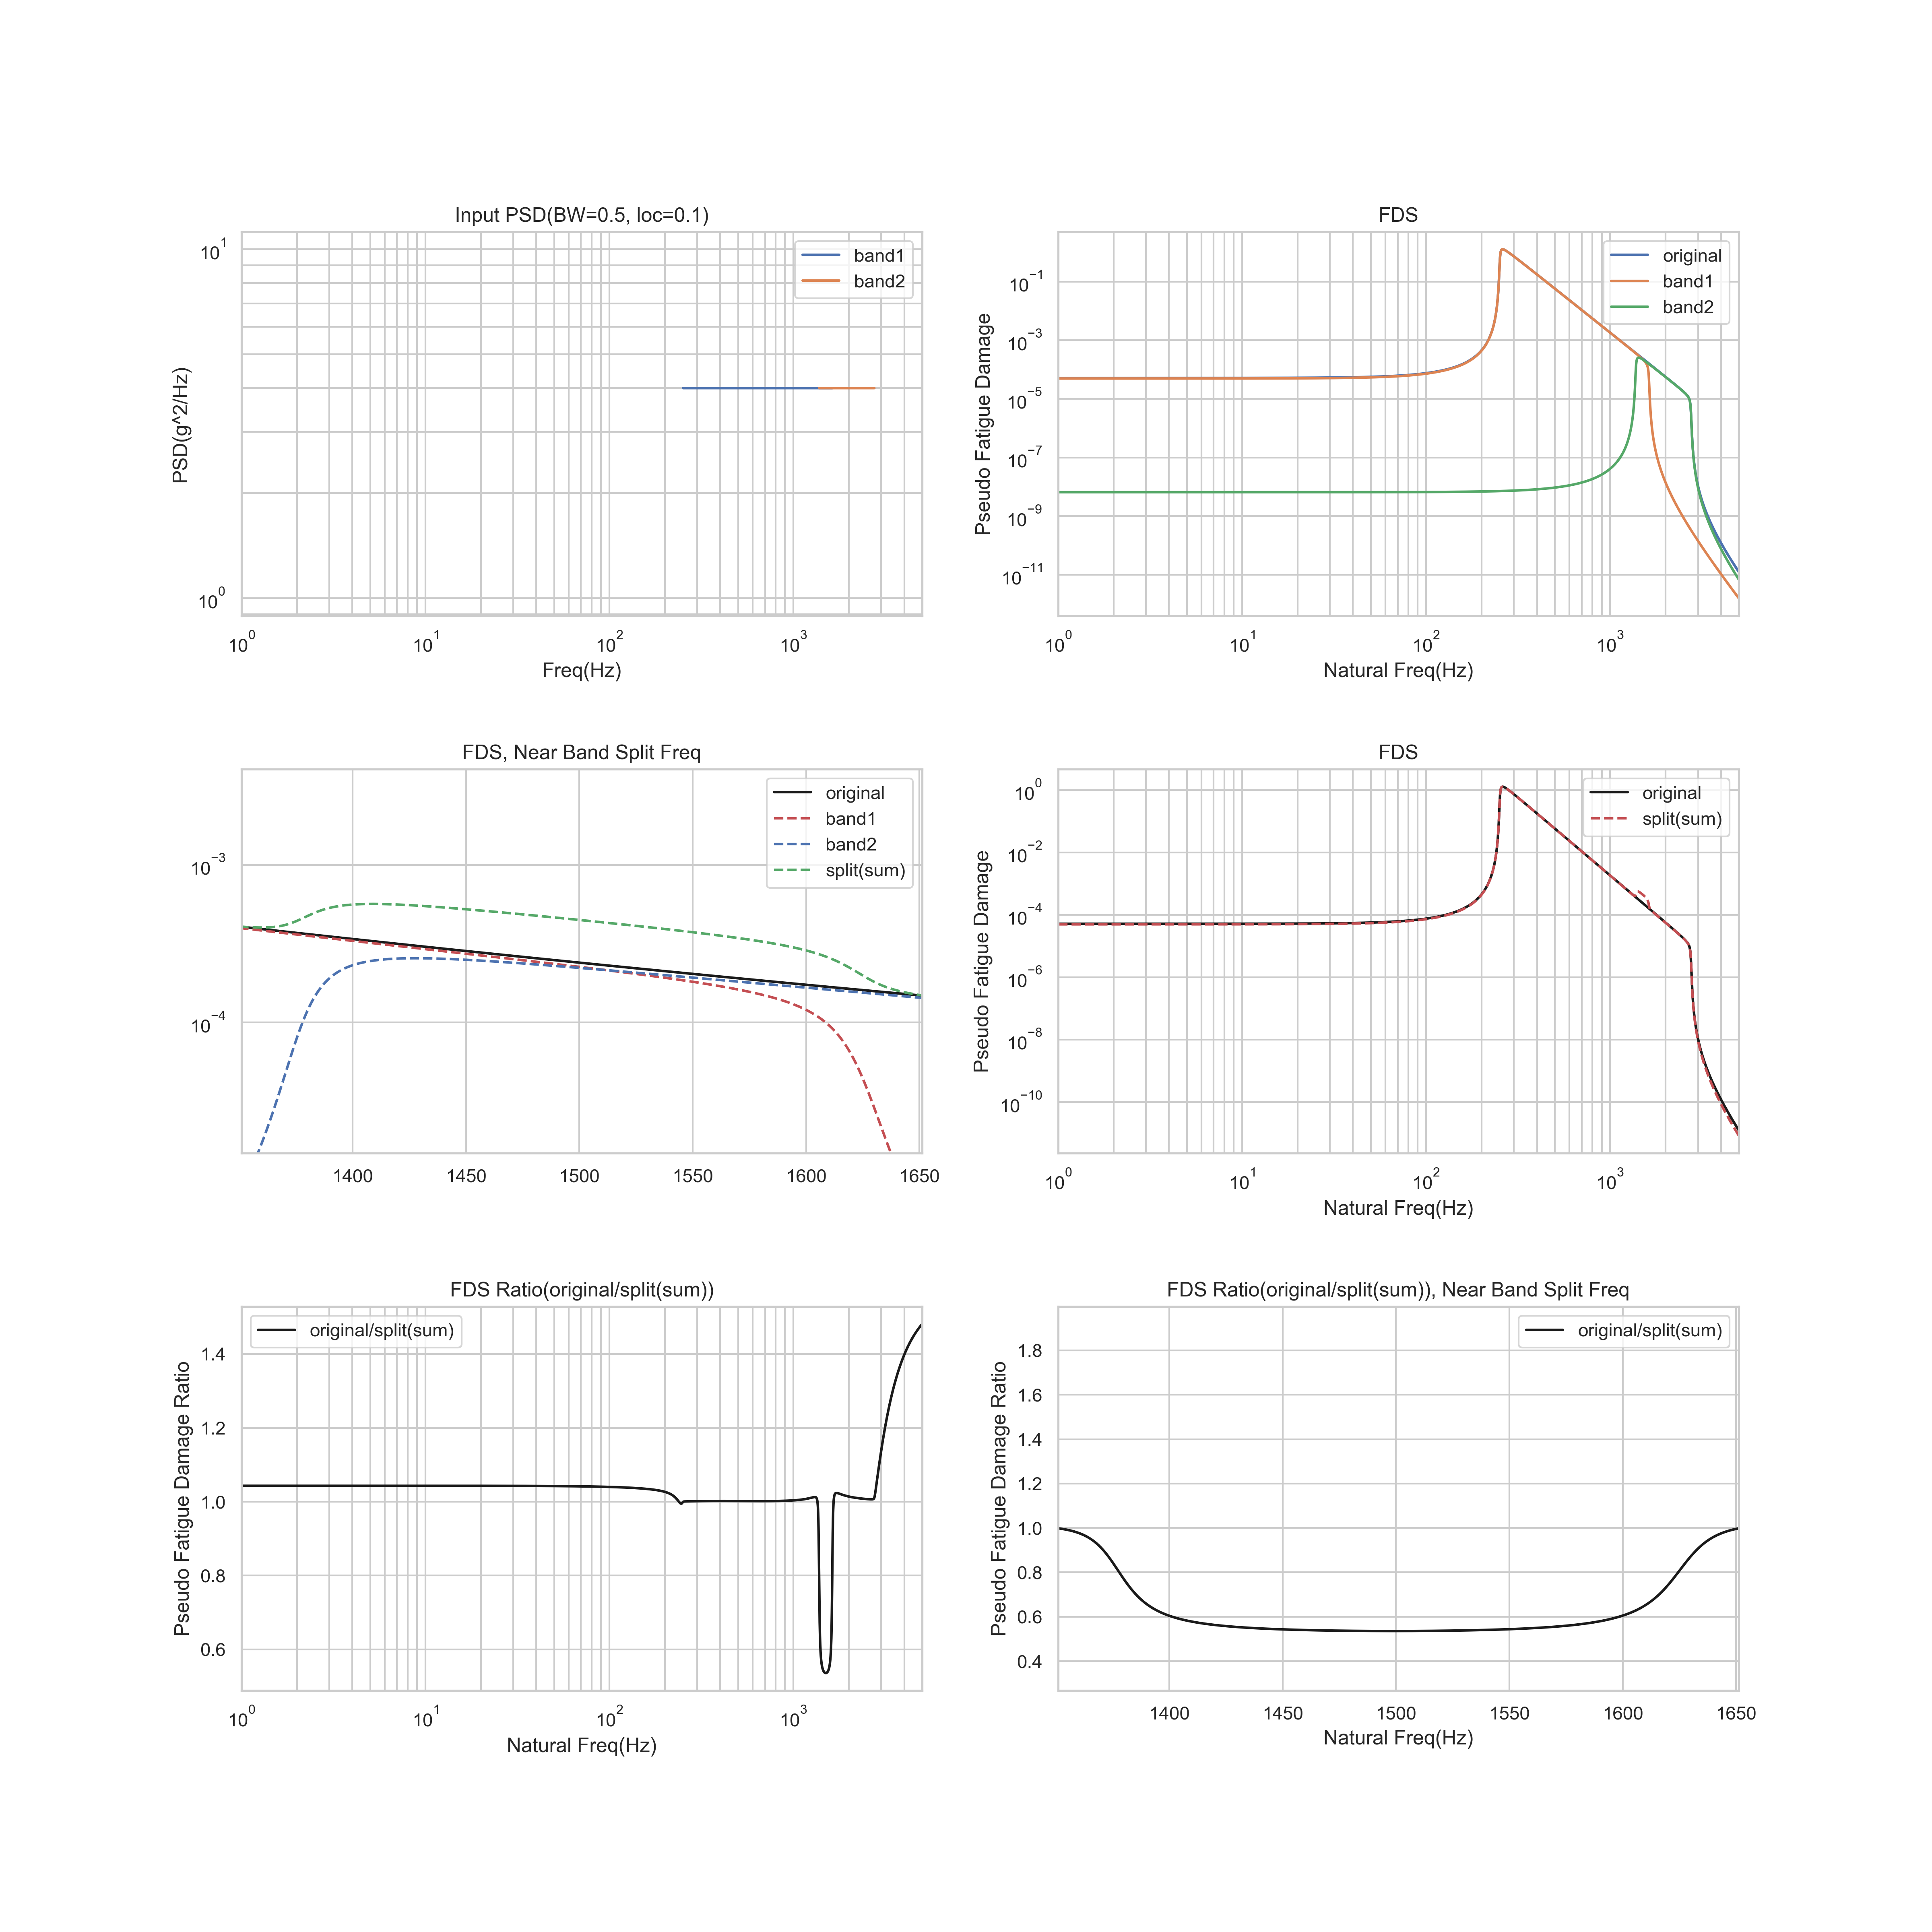 Input PSD(BW=0.5, loc=0.1)
PSD(g^2/Hz)
10^1
10^0
band1
band2
10^0 10^1 10^2 10^3
Freq(Hz)
FDS
Pseudo Fatigue Damage
10^−1
10^−3
10^−5
10^−7
10^−9
10^−11
original
band1
band2
10^0 10^1 10^2 10^3
Natural Freq(Hz)
FDS, Near Band Split Freq
10^−3
10^−4
original
band1
band2
split(sum)
1400 1450 1500 1550 1600 1650
FDS
Pseudo Fatigue Damage
10^0
10^−2
10^−4
10^−6
10^−8
10^−10
original
split(sum)
10^0 10^1 10^2 10^3
Natural Freq(Hz)
FDS Ratio(original/split(sum))
Pseudo Fatigue Damage Ratio
original/split(sum)
1.4
1.2
1.0
0.8
0.6
10^0 10^1 10^2 10^3
Natural Freq(Hz)
FDS Ratio(original/split(sum)), Near Band Split Freq
Pseudo Fatigue Damage Ratio
original/split(sum)
1.8
1.6
1.4
1.2
1.0
0.8
0.6
0.4
1400 1450 1500 1550 1600 1650
Natural Freq(Hz)